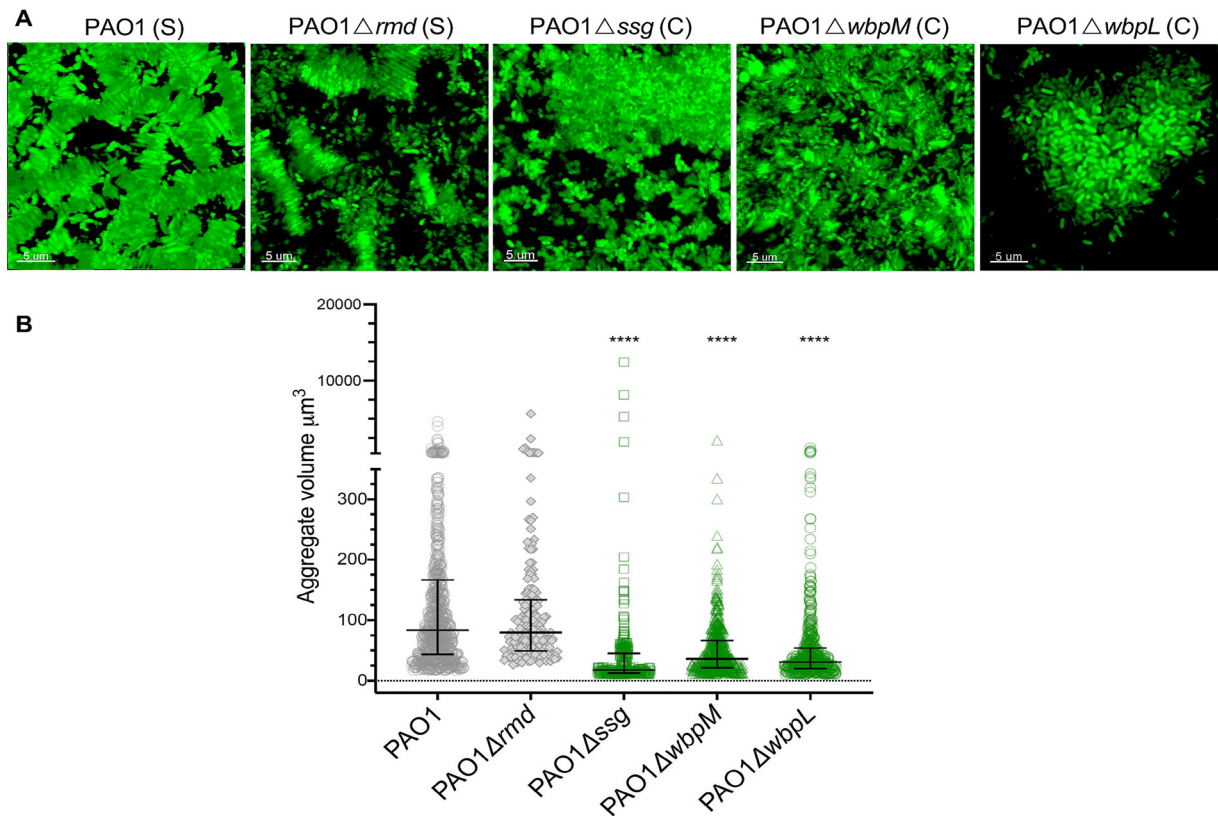 A
PAO1 (S)
PAO1△rmd (S)
PAO1△ssg (C)
PAO1△wbpM (C)
PAO1△wbpL (C)
5 um
5 um
5 um
5 um
5 um
B
20000
10000
300
200
100
0
Aggregate volume μm³
****
****
****
PAO1
PAO1Δrmd
PAO1Δssg
PAO1ΔwbpM
PAO1ΔwbpL